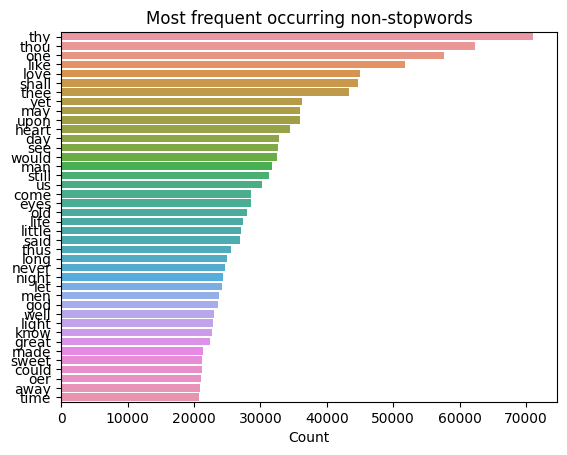 Most frequent occurring non-stopwords
thy
thou
one
like
love
shall
thee
yet
may
upon
heart
day
see
would
man
still
us
come
eyes
old
life
little
said
thus
long
never
night
let
men
god
well
light
know
great
made
sweet
could
oer
away
time
0 10000 20000 30000 40000 50000 60000 70000
Count